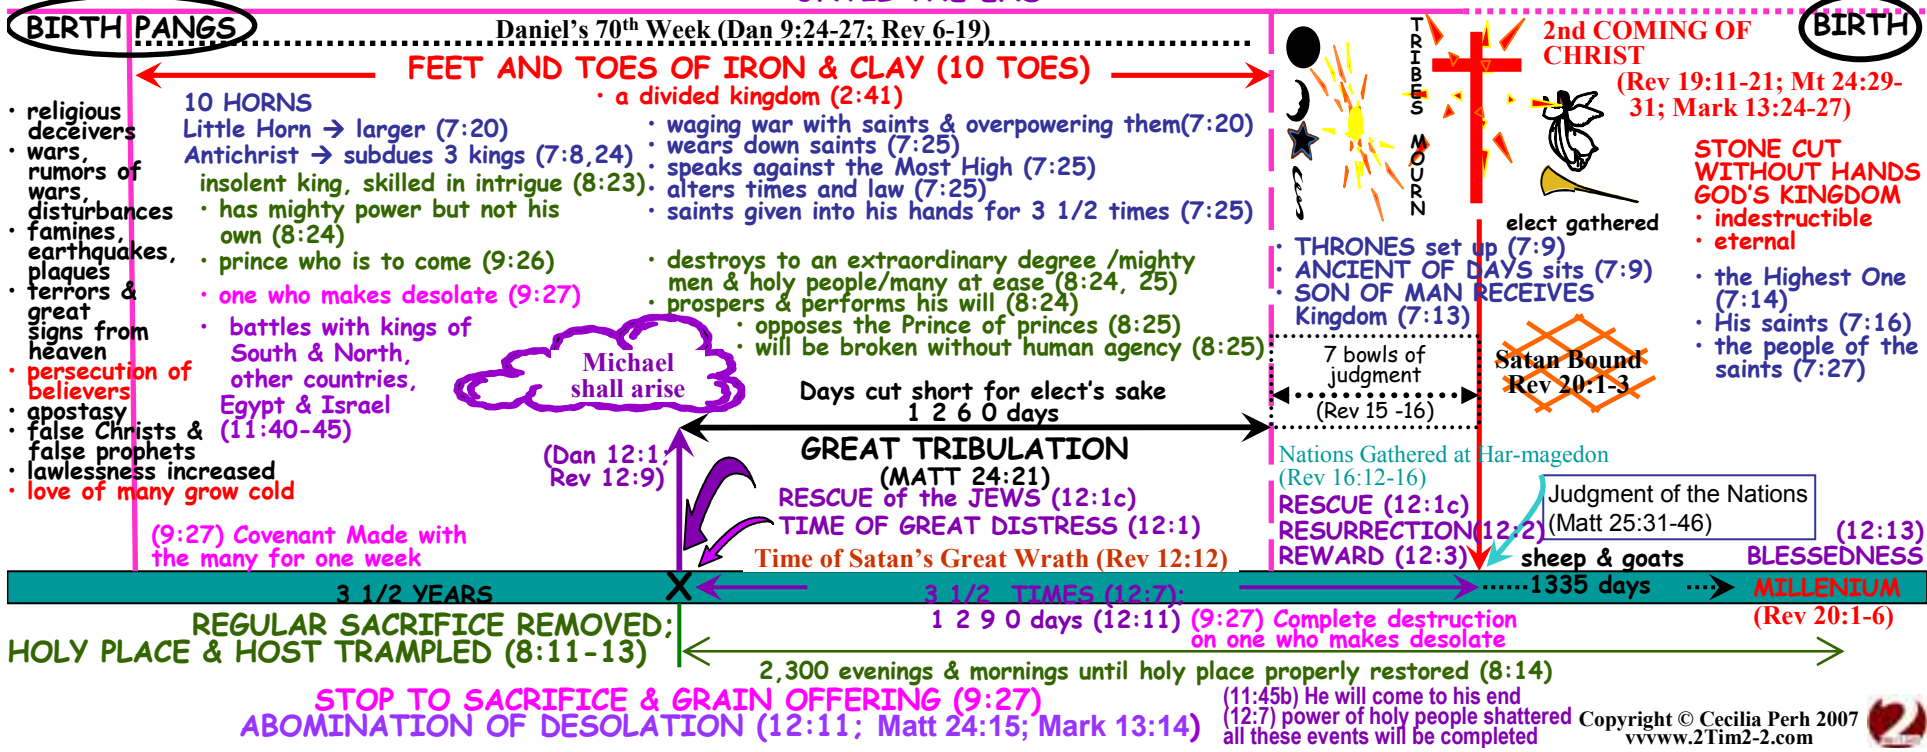 BIRTH PANGS
Daniel's 70th Week (Dan 9:24-27; Rev 6-19)
FEET AND TOES OF IRON & CLAY (10 TOES)
• a divided kingdom (2:41)
• religious
deceivers
• wars,
rumors of
wars,
disturbances
• famines,
earthquakes,
plaques
• terrors &
great
signs from
heaven
• persecution of
believers
• apostasy
• false Christs &
false prophets
• lawlessness increased
• love of many grow cold
10 HORNS
Little Horn → larger (7:20)
Antichrist → subdues 3 kings (7:8,24)
insolent king, skilled in intrigue (8:23)
• has mighty power but not his
own (8:24)
• prince who is to come (9:26)
• one who makes desolate (9:27)
• battles with kings of
South & North,
other countries,
Egypt & Israel
(11:40-45)
• waging war with saints & overpowering them(7:20)
• wears down saints (7:25)
• speaks against the Most High (7:25)
• alters times and law (7:25)
• saints given into his hands for 3 1/2 times (7:25)
• destroys to an extraordinary degree /mighty
men & holy people/many at ease (8:24, 25)
• prospers & performs his will (8:24)
• opposes the Prince of princes (8:25)
• will be broken without human agency (8:25)
Michael
shall arise
(Dan 12:1;
Rev 12:9)
Days cut short for elect's sake
1 2 6 0 days
GREAT TRIBULATION
(MATT 24:21)
RESCUE of the JEWS (12:1c)
TIME OF GREAT DISTRESS (12:1)
Time of Satan's Great Wrath (Rev 12:12)
(9:27) Covenant Made with
the many for one week
TRIBES MOURN
2nd COMING OF
CHRIST
(Rev 19:11-21; Mt 24:29-
31; Mark 13:24-27)
BIRTH
elect gathered
• THRONES set up (7:9)
• ANCIENT OF DAYS sits (7:9)
• SON OF MAN RECEIVES
Kingdom (7:13)
7 bowls of
judgment
(Rev 15 -16)
Satan Bound
Rev 20:1-3
STONE CUT
WITHOUT HANDS
GOD'S KINGDOM
• indestructible
• eternal
• the Highest One
(7:14)
• His saints (7:16)
• the people of the
saints (7:27)
Nations Gathered at Har-magedon
(Rev 16:12-16)
RESCUE (12:1c)
RESURRECTION(12:2)
REWARD (12:3)
Judgment of the Nations
(Matt 25:31-46)
sheep & goats
(12:13)
BLESSEDNESS
3 1/2 YEARS
X
3 1/2 TIMES (12:7);
1335 days
MILLENIUM
(Rev 20:1-6)
1 2 9 0 days (12:11)
(9:27) Complete destruction
on one who makes desolate
REGULAR SACRIFICE REMOVED;
HOLY PLACE & HOST TRAMPLED (8:11-13)
2,300 evenings & mornings until holy place properly restored (8:14)
STOP TO SACRIFICE & GRAIN OFFERING (9:27)
ABOMINATION OF DESOLATION (12:11; Matt 24:15; Mark 13:14)
(11:45b) He will come to his end
(12:7) power of holy people shattered
all these events will be completed
Copyright © Cecilia Perh 2007
vvvww.2Tim2-2.com
2